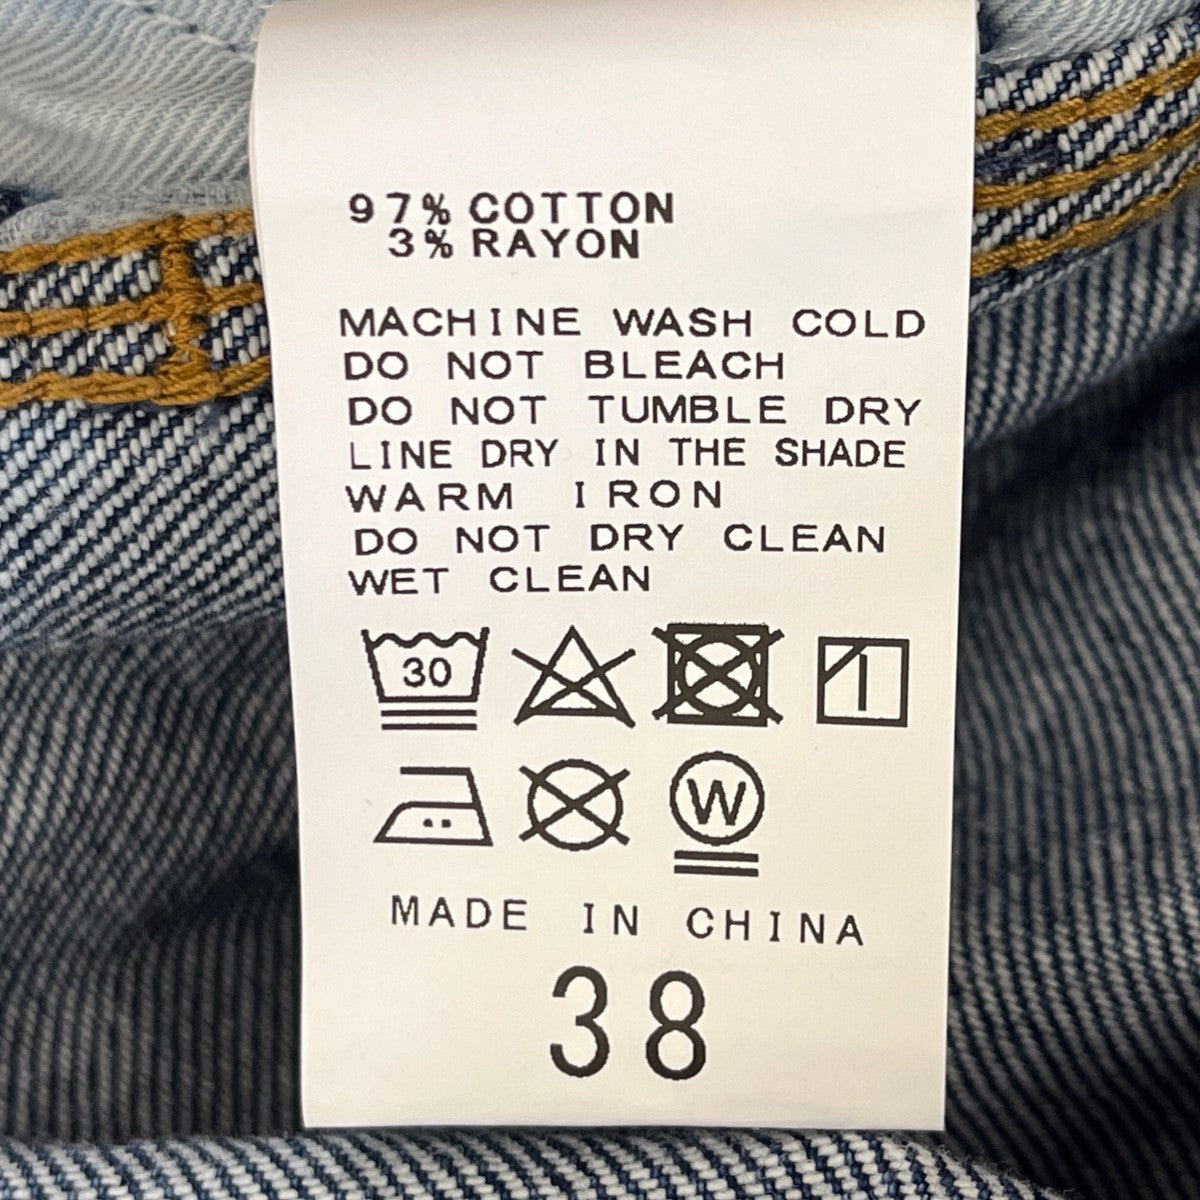 97% COTTON
3% RAYON
MACHINE WASH COLD
DO NOT BLEACH
DO NOT TUMBLE DRY
LINE DRY IN THE SHADE
WARM IRON
DO NOT DRY CLEAN
WET CLEAN
30
W
MADE IN CHINA
38